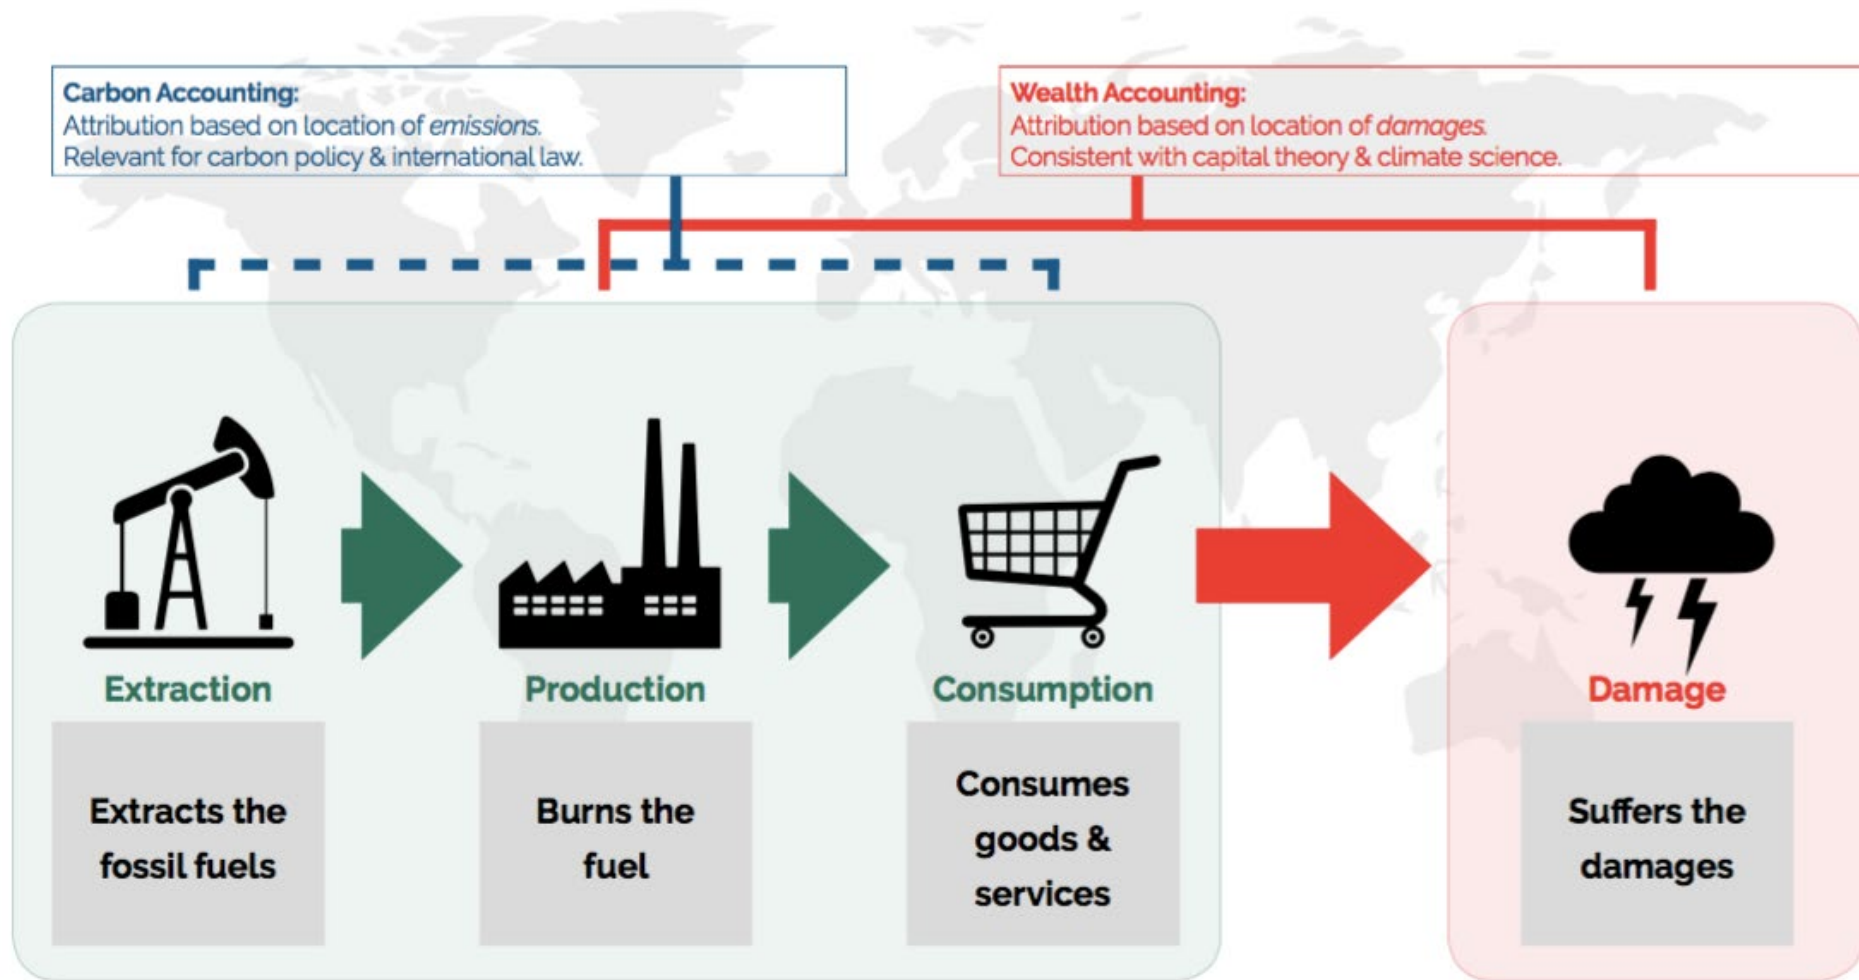 Carbon Accounting:
Attribution based on location of emissions.
Relevant for carbon policy & international law.
Wealth Accounting:
Attribution based on location of damages.
Consistent with capital theory & climate science.
Extraction
Production
Consumption
Damage
Extracts the
fossil fuels
Burns the
fuel
Consumes
goods &
services
Suffers the
damages